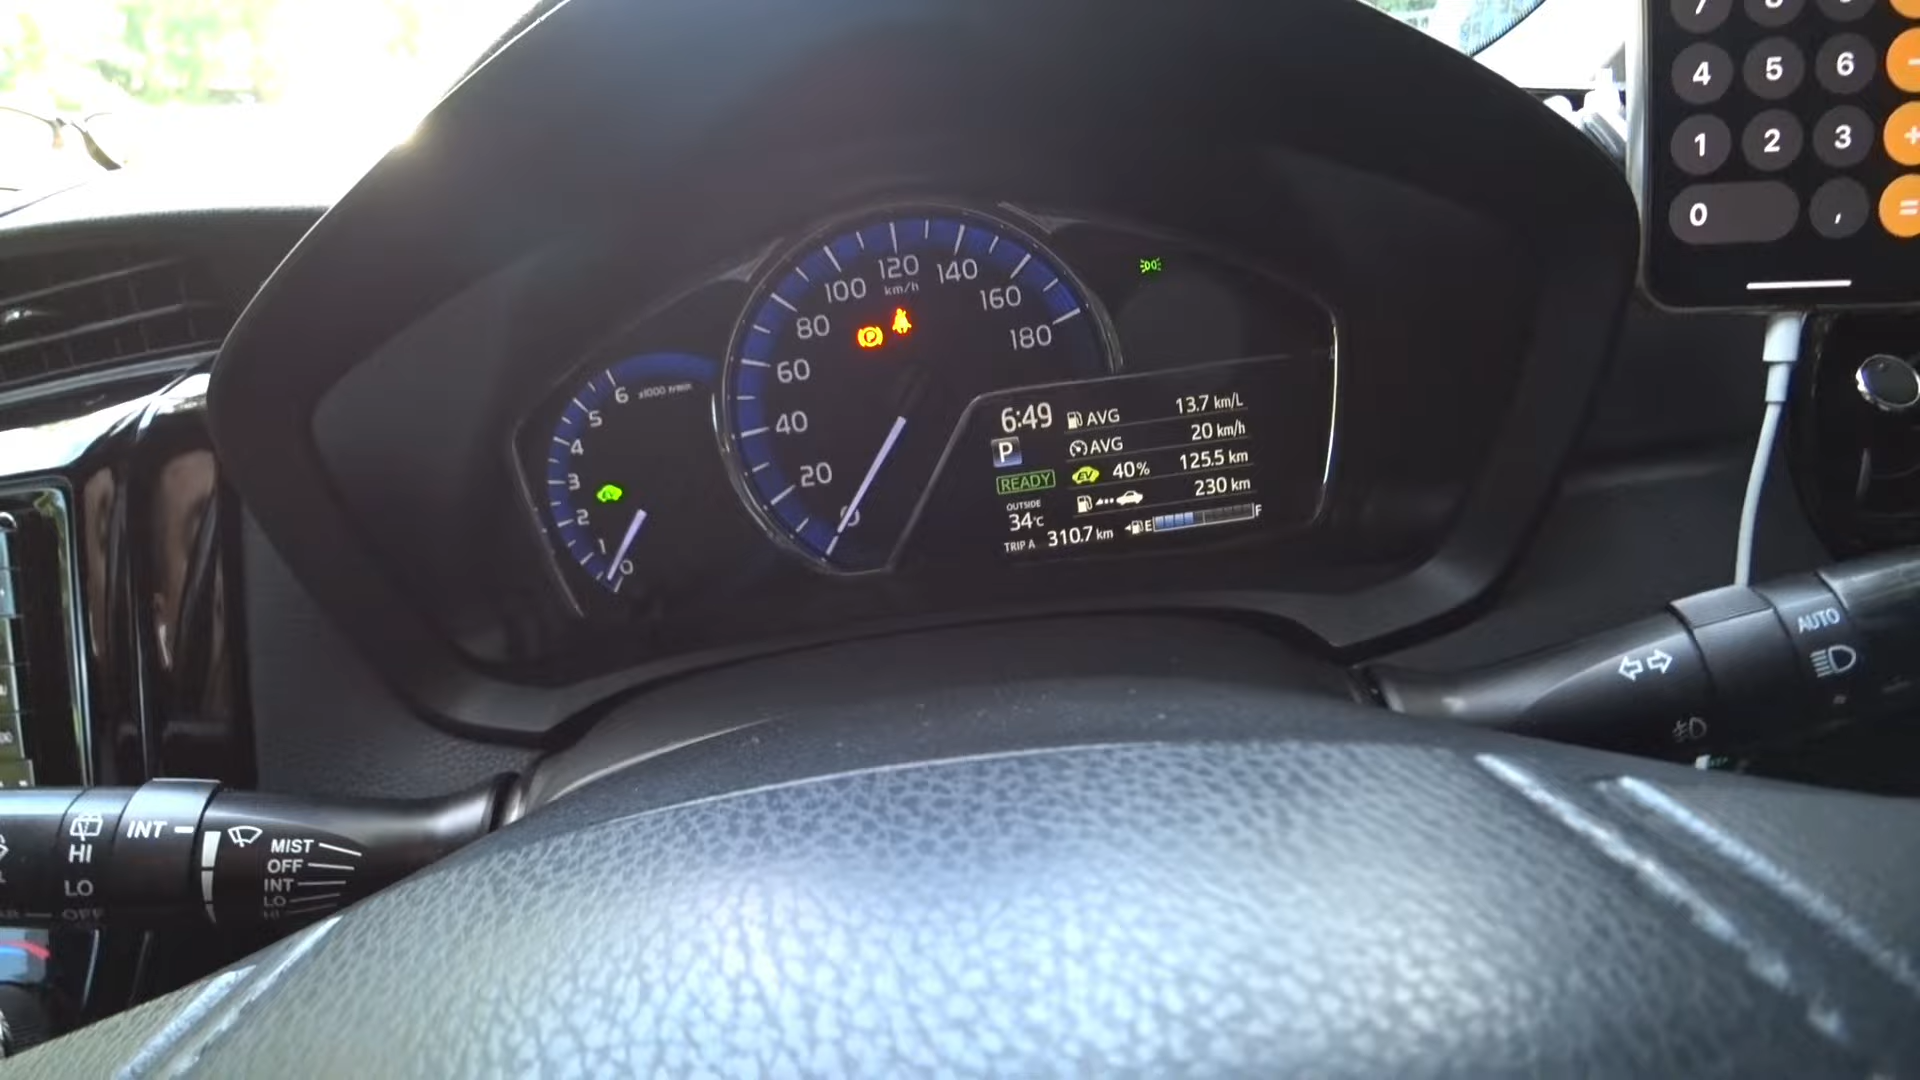 4 5 6 -
1 2 3 +
0 , =
0 20 40 60 80 100 120 140 160 180
km/h
0 1 2 3 4 5 6
x1000 r/min
P
6:49
AVG 13.7 km/L
P
AVG 20 km/h
READY
EV 40% 125.5 km
230 km
OUTSIDE
34°C
TRIP A 310.7 km
E F
AUTO
INT
HI
LO
OFF
MIST
OFF
INT
LO
HI